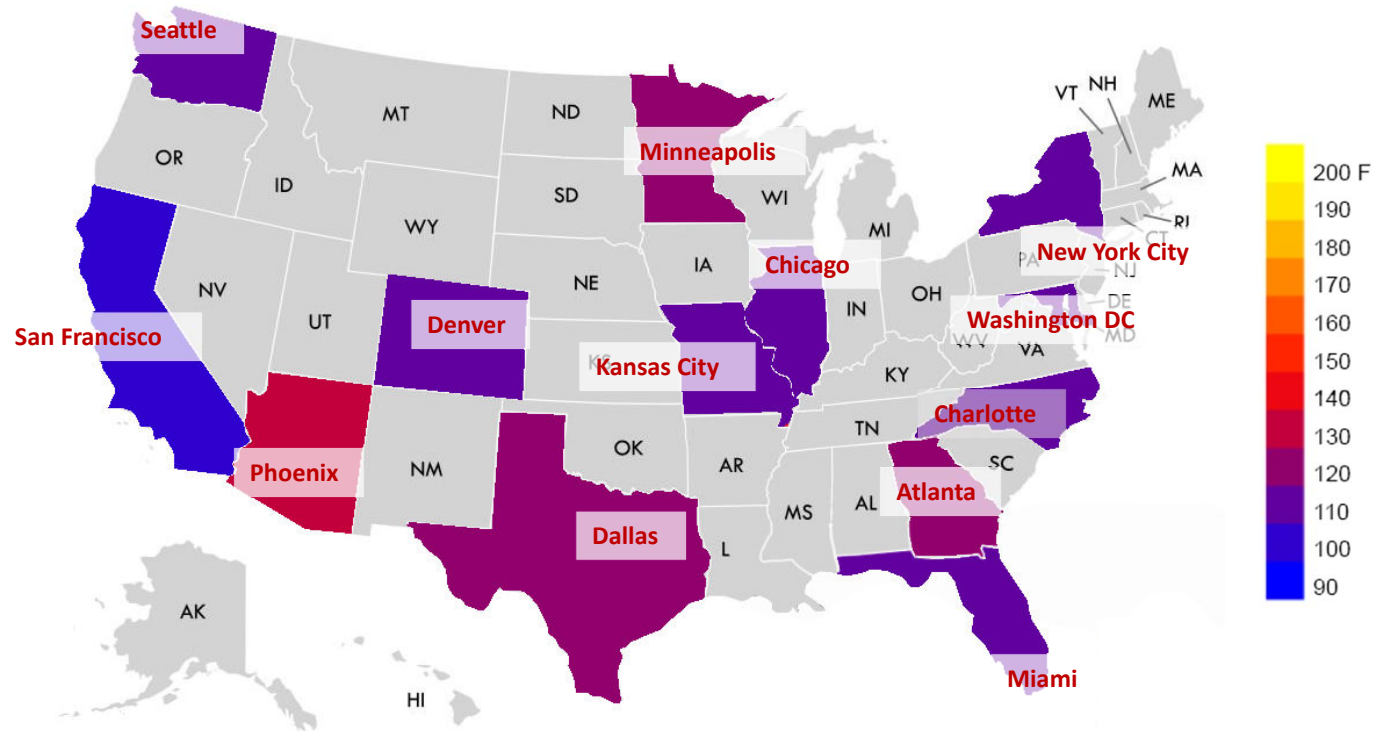 Seattle
MT
ND
VT
NH
ME
OR
Minneapolis
MA
ID
SD
WI
WY
MI
RI
CT
New York City
PA
NJ
IA
Chicago
NE
NV
OH
IN
DE
Washington DC
MD
WV
VA
UT
Denver
San Francisco
KS
Kansas City
KY
Charlotte
TN
OK
NM
AR
SC
Phoenix
Atlanta
MS
AL
Dallas
L
AK
HI
Miami
200 F
190
180
170
160
150
140
130
120
110
100
90